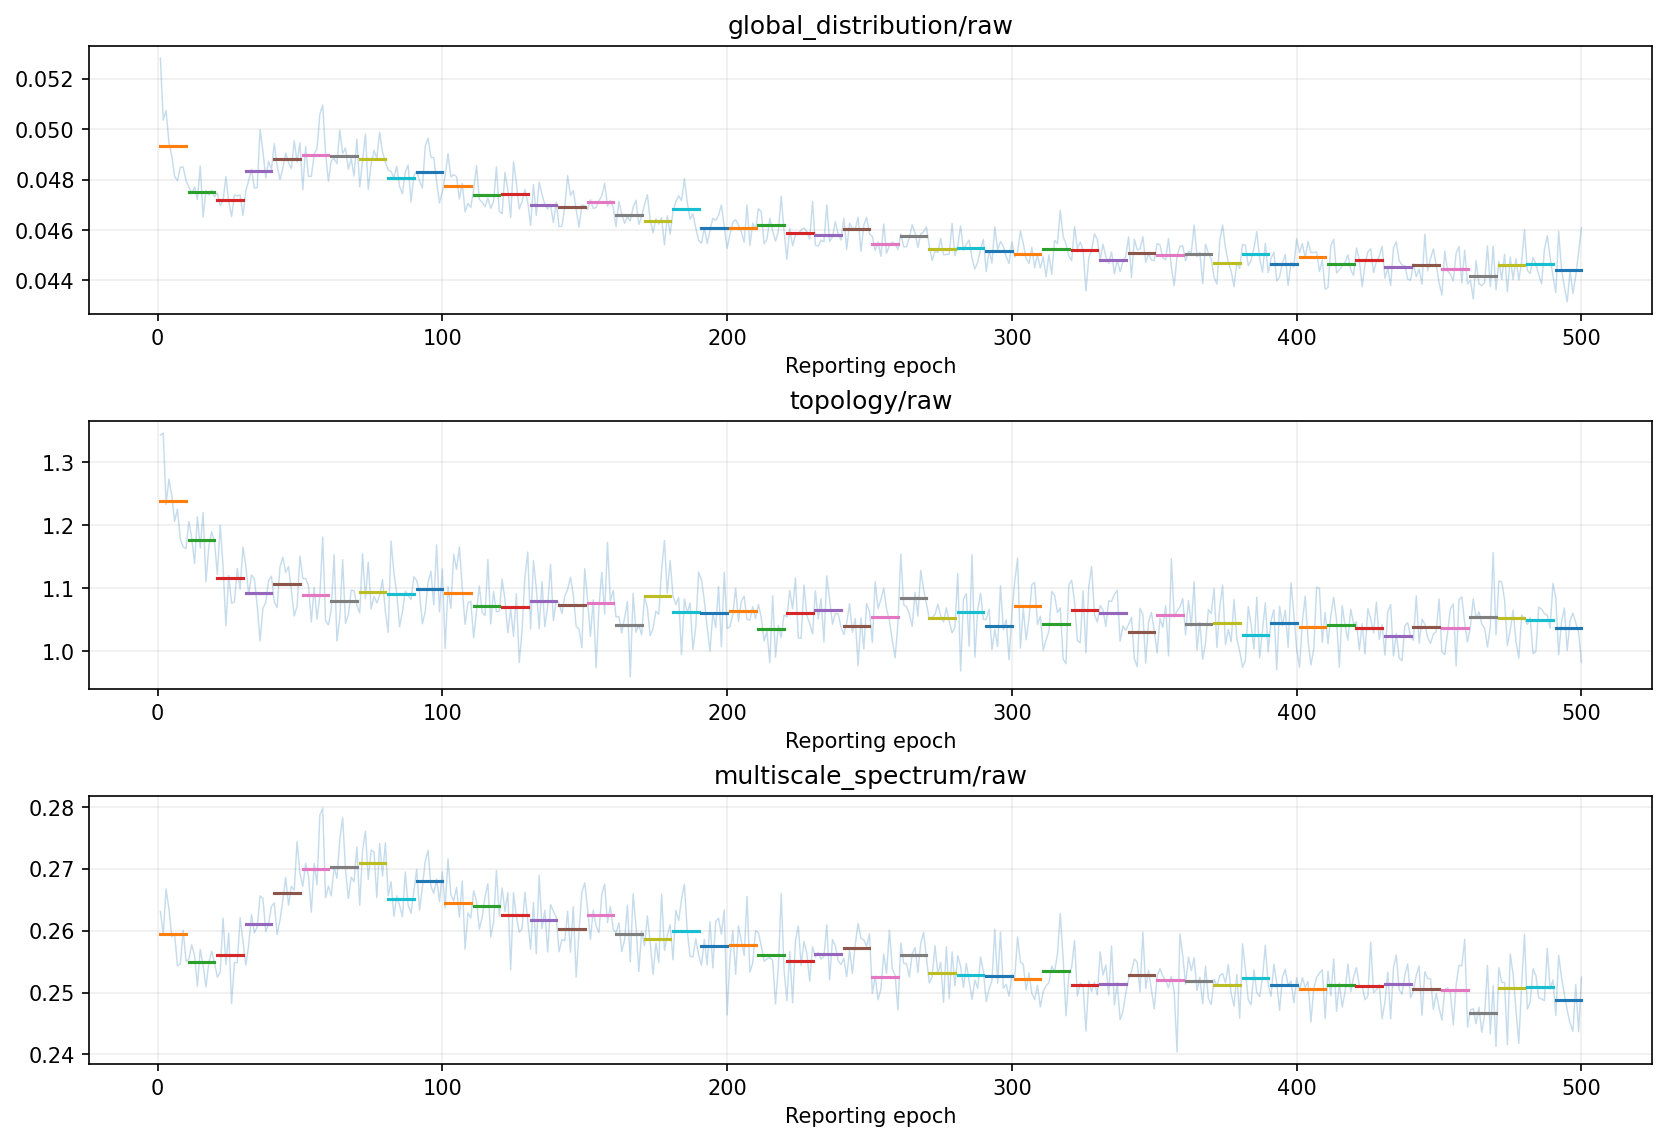 global_distribution/raw
0.052
0.050
0.048
0.046
0.044
0 100 200 300 400 500
Reporting epoch
topology/raw
1.3
1.2
1.1
1.0
0 100 200 300 400 500
Reporting epoch
multiscale_spectrum/raw
0.28
0.27
0.26
0.25
0.24
0 100 200 300 400 500
Reporting epoch